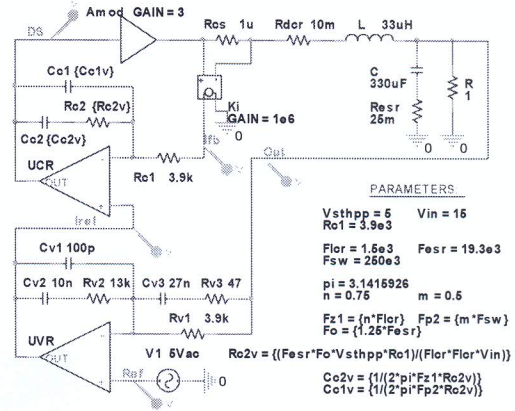 Amod GAIN = 3
DS
Rcs 1u
Rdcr 10m
L 33uH
Cc1 {Cc1v}
Rc2 {Rc2v}
Cc2 {Cc2v}
Ki
GAIN = 1e6
0
C
330uF
Resr
25m
R
1
0
0
UCR
OUT
Rc1 3.9k
Ifb
Out
Iref
Cv1 100p
Cv2 10n
Rv2 13k
Cv3 27n
Rv3 47
Rv1 3.9k
UVR
OUT
V1 5Vac
Ref
0
PARAMETERS
Vsthpp = 5 Vin = 15
Rc1 = 3.9e3
Flcr = 1.5e3 Fesr = 19.3e3
Fsw = 250e3
pi = 3.1415926
n = 0.75 m = 0.5
Fz1 = {n*Flcr} Fp2 = {m*Fsw}
Fo = {1.25*Fesr}
Rc2v = {(Fesr*Fo*Vsthpp*Rc1)/(Flcr*Flcr*Vin)}
Cc2v = {1/(2*pi*Fz1*Rc2v)}
Cc1v = {1/(2*pi*Fp2*Rc2v)}